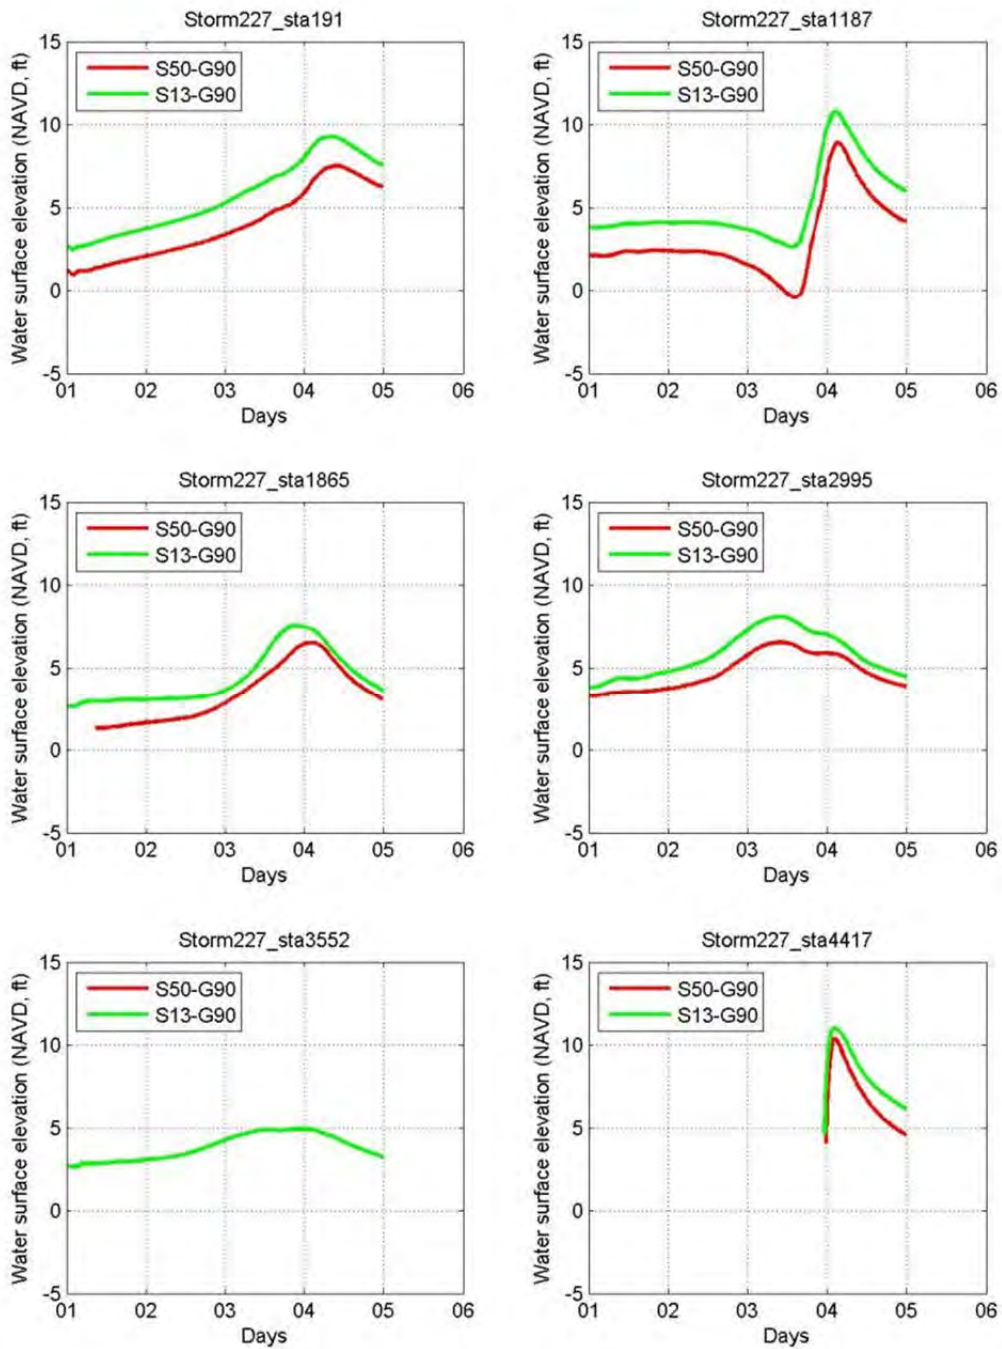 Storm227_sta191
Water surface elevation (NAVD, ft)
15
10
5
0
-5
S50-G90
S13-G90
01 02 03 04 05 06
Days
Storm227_sta1187
Water surface elevation (NAVD, ft)
15
10
5
0
-5
S50-G90
S13-G90
01 02 03 04 05 06
Days
Storm227_sta1865
Water surface elevation (NAVD, ft)
15
10
5
0
-5
S50-G90
S13-G90
01 02 03 04 05 06
Days
Storm227_sta2995
Water surface elevation (NAVD, ft)
15
10
5
0
-5
S50-G90
S13-G90
01 02 03 04 05 06
Days
Storm227_sta3552
Water surface elevation (NAVD, ft)
15
10
5
0
-5
S50-G90
S13-G90
01 02 03 04 05 06
Days
Storm227_sta4417
Water surface elevation (NAVD, ft)
15
10
5
0
-5
S50-G90
S13-G90
01 02 03 04 05 06
Days